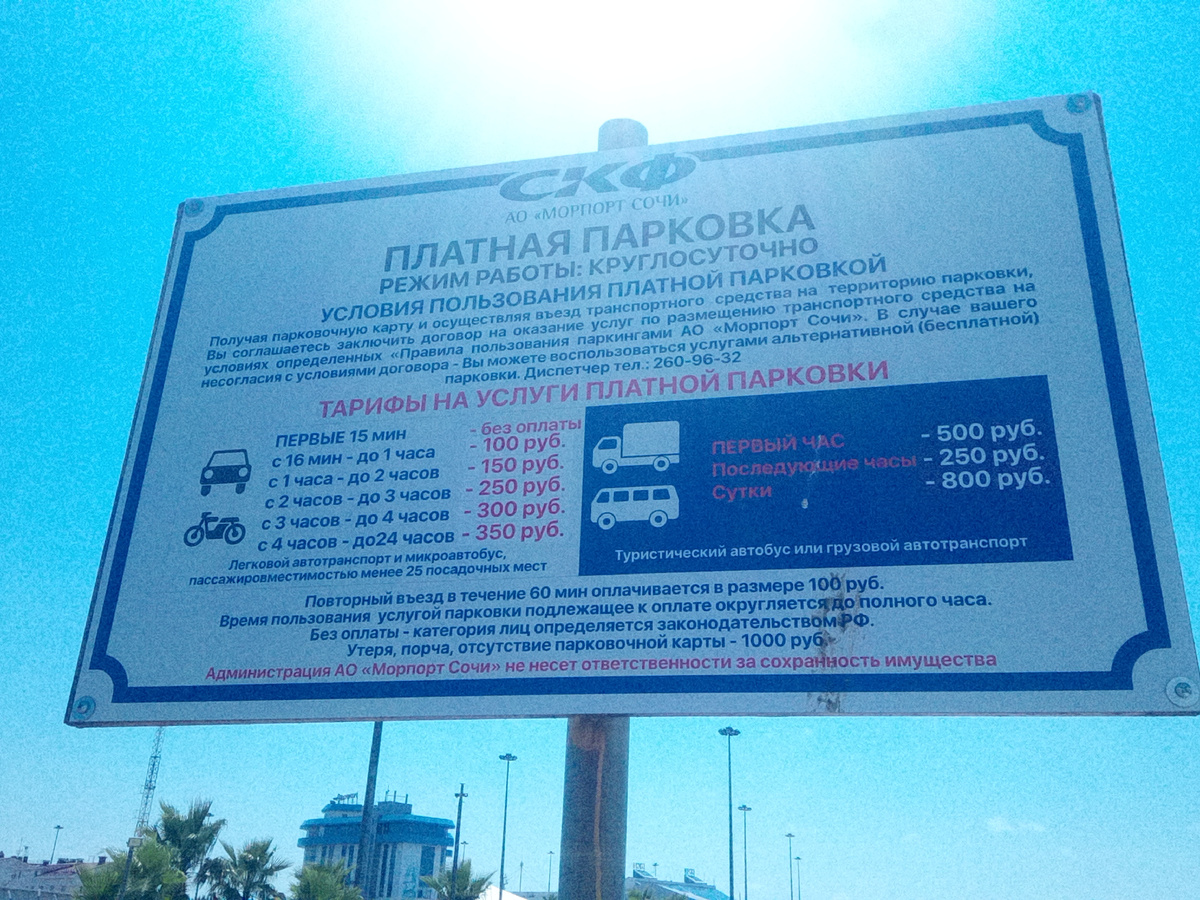 СКФ
АО «МОРПОРТ СОЧИ»
ПЛАТНАЯ ПАРКОВКА
РЕЖИМ РАБОТЫ: КРУГЛОСУТОЧНО
УСЛОВИЯ ПОЛЬЗОВАНИЯ ПЛАТНОЙ ПАРКОВКОЙ
Получая парковочную карту и осуществляя въезд транспортного средства на территорию парковки,
Вы соглашаетесь заключить договор на оказание услуг по размещению транспортного средства на
условиях определенных «Правила пользования паркингами АО «Морпорт Сочи». В случае вашего
несогласия с условиями договора - Вы можете воспользоваться услугами альтернативной (бесплатной)
парковки. Диспетчер тел.: 260-96-32
ТАРИФЫ НА УСЛУГИ ПЛАТНОЙ ПАРКОВКИ
ПЕРВЫЕ 15 МИН - без оплаты
с 16 мин - до 1 часа - 100 руб.
с 1 часа - до 2 часов - 150 руб.
с 2 часов - до 3 часов - 250 руб.
с 3 часов - до 4 часов - 300 руб.
с 4 часов - до24 часов - 350 руб.
Легковой автотранспорт и микроавтобус,
пассажировместимостью менее 25 посадочных мест
ПЕРВЫЙ ЧАС - 500 руб.
Последующие часы - 250 руб.
Сутки - 800 руб.
Туристический автобус или грузовой автотранспорт
Повторный въезд в течение 60 мин оплачивается в размере 100 руб.
Время пользования услугой парковки подлежащее к оплате округляется до полного часа.
Без оплаты - категория лиц определяется законодательством РФ.
Утеря, порча, отсутствие парковочной карты - 1000 руб.
Администрация АО «Морпорт Сочи» не несет ответственности за сохранность имущества